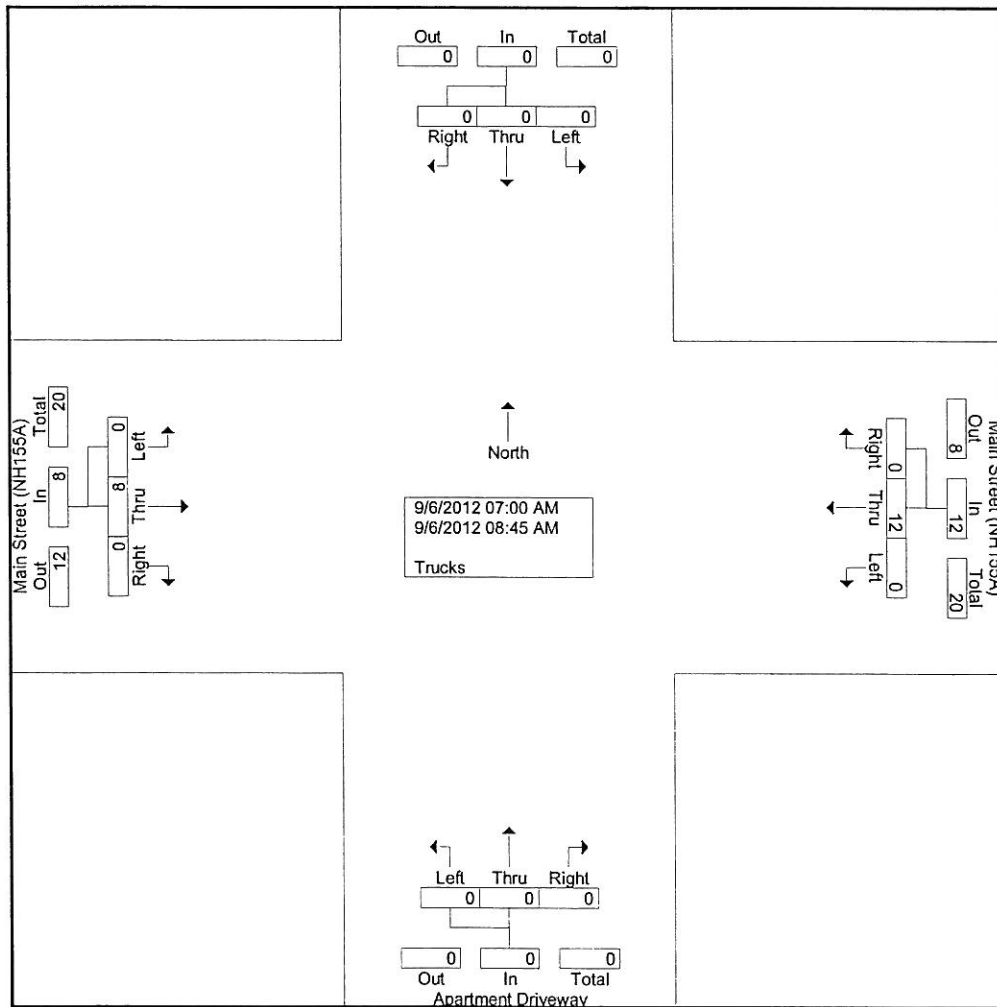 Out In Total
0 0 0
0 0 0
Right Thru Left
Main Street (NH155A)
Total In Out
20 8 12
0 8 0
Left Thru Right
North
9/6/2012 07:00 AM
9/6/2012 08:45 AM
Trucks
Right Thru Left
0 12 0
8 12 20
Out In Total
Main Street (NH155A)
Left Thru Right
0 0 0
0 0 0
Out In Total
Apartment Driveway